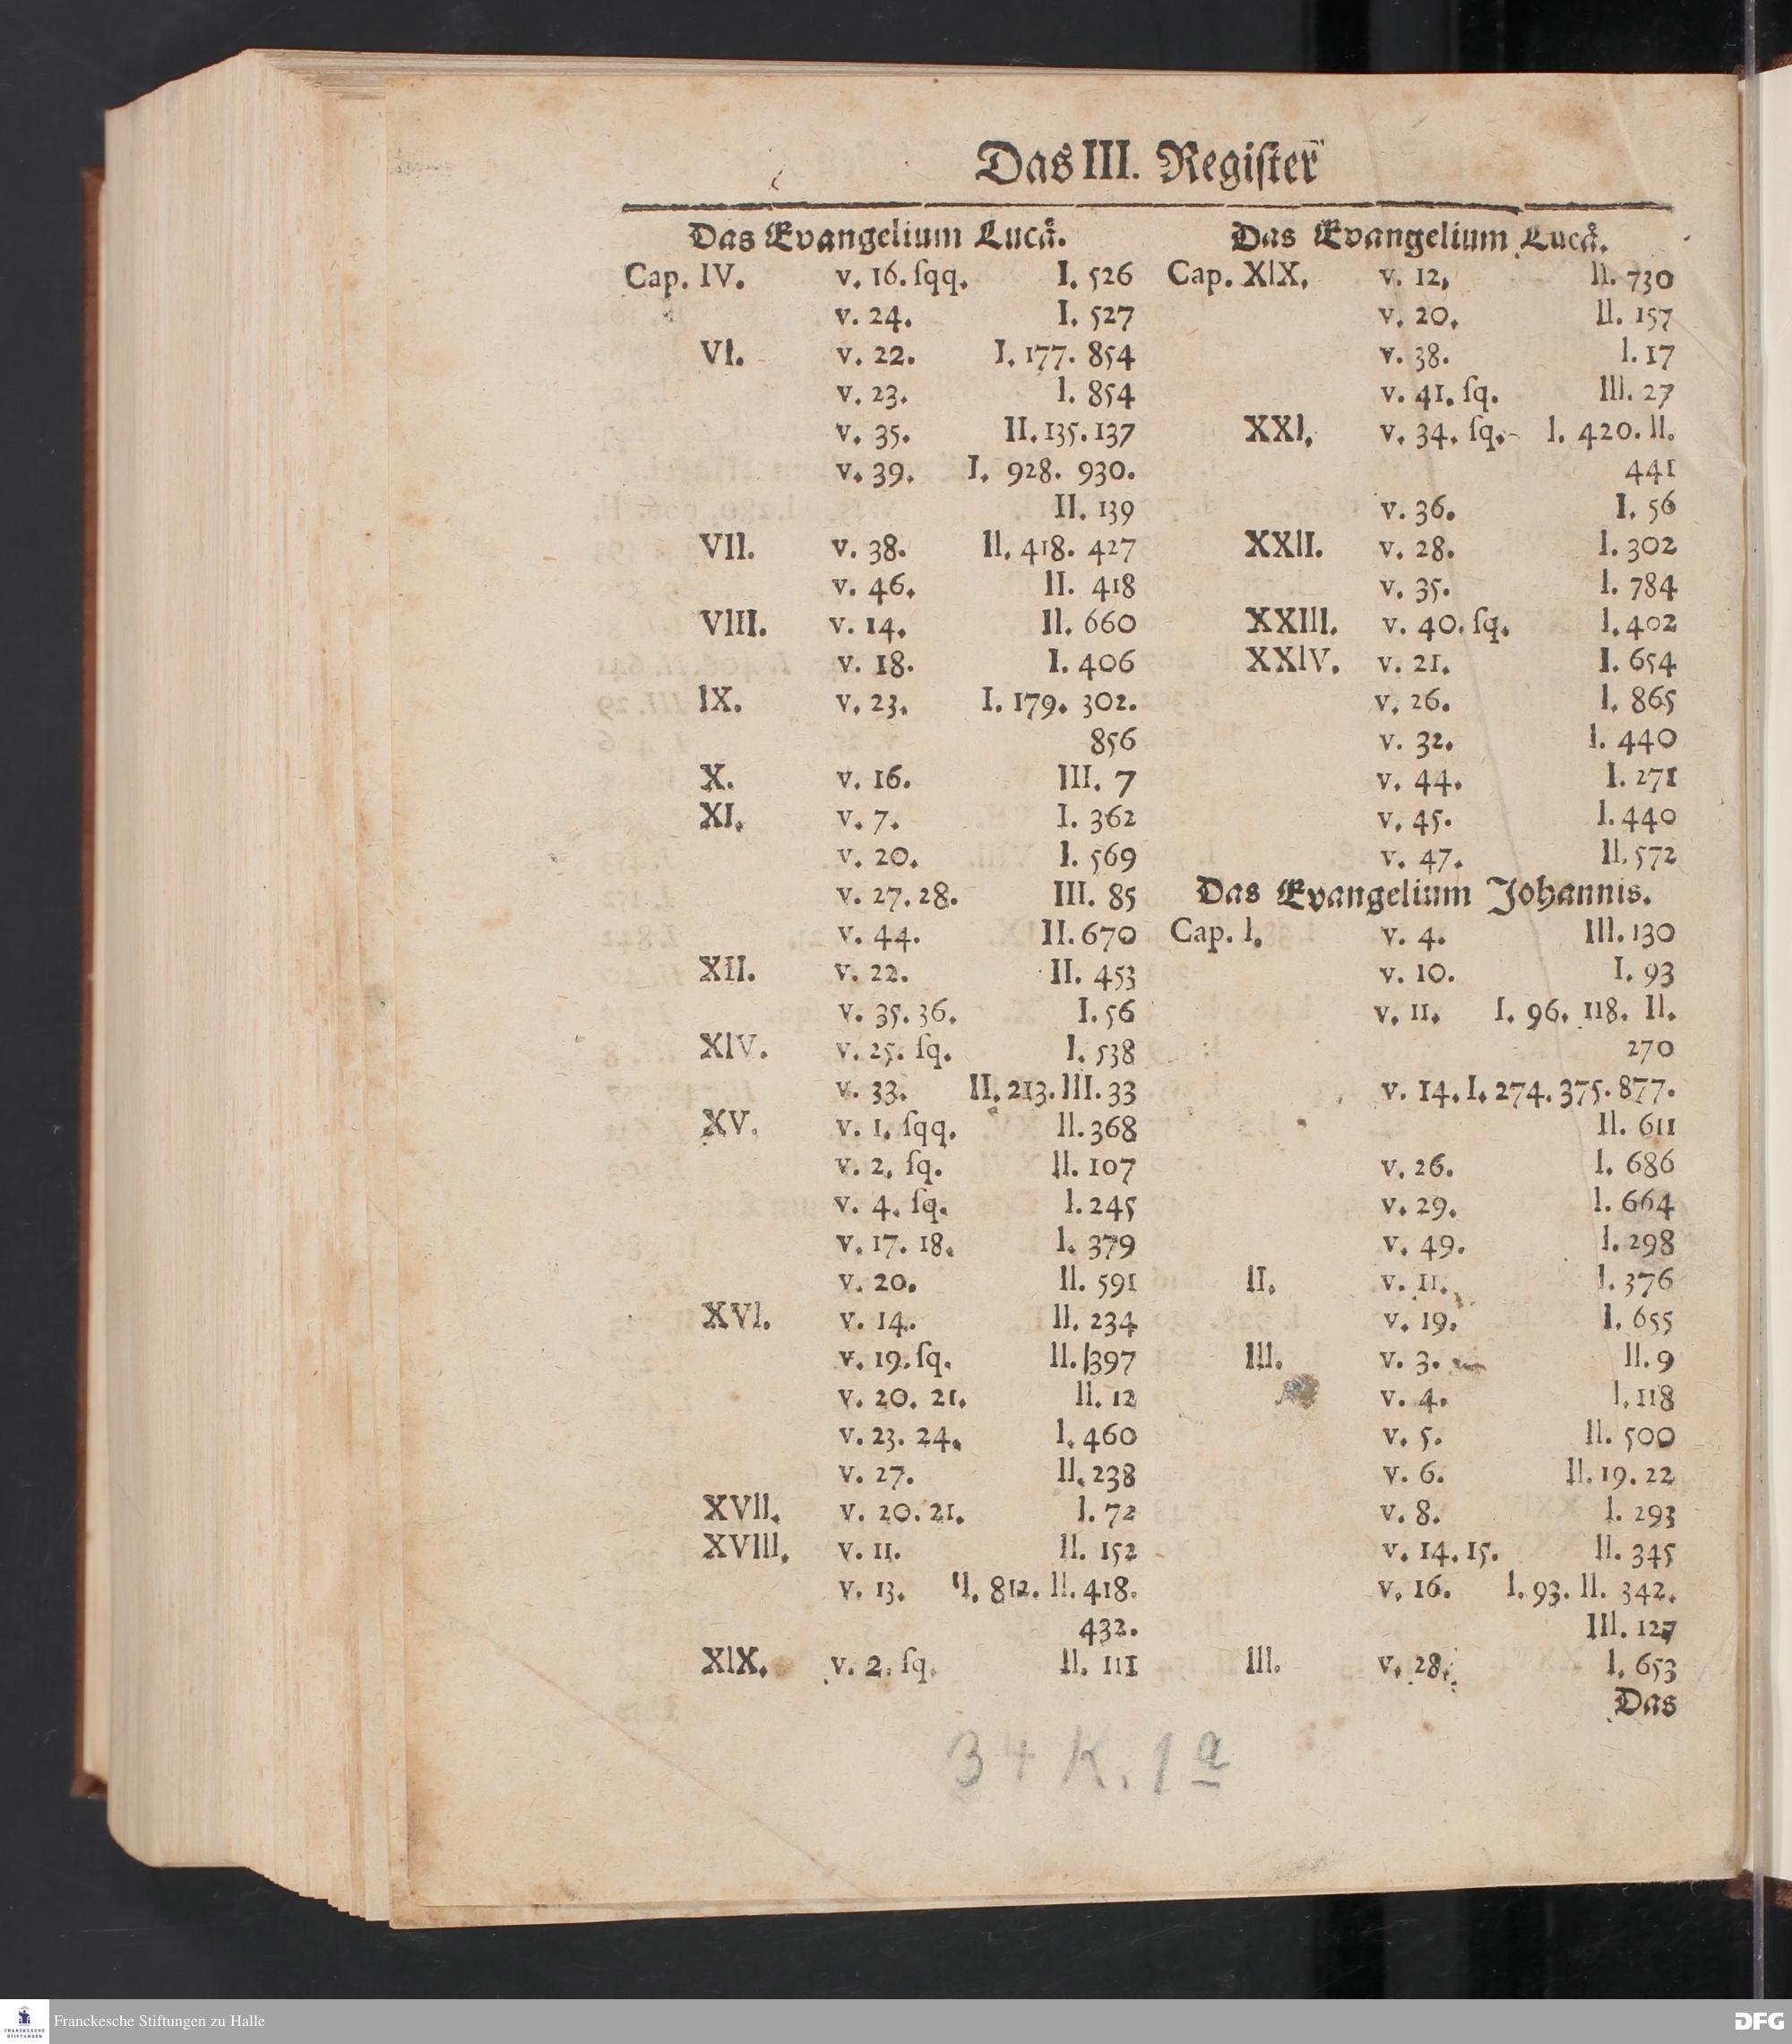 Das III. Regiſter
Das Evangelium Lucå.
Cap. IV. v. 16. ſqq. I. 526
v. 24. I. 527
VI. v. 22. I. 177. 854
v. 23. I. 854
v. 35. II. 135. 137
v. 39. I. 928. 930.
II. 139
VII. v. 38. II. 418. 427
v. 46. II. 418
VIII. v. 14. II. 660
v. 18. I. 406
IX. v. 23. I. 179. 302.
856
X. v. 16. III. 7
XI. v. 7. I. 362
v. 20. I. 569
v. 27. 28. III. 85
v. 44. II. 670
XII. v. 22. II. 453
v. 35. 36. I. 56
XIV. v. 25. ſq. I. 538
v. 33. II. 213. III. 33
XV. v. 1. ſqq. II. 368
v. 2. ſq. II. 107
v. 4. ſq. I. 245
v. 17. 18. I. 379
v. 20. II. 591
XVI. v. 14. II. 234
v. 19. ſq. II. 397
v. 20. 21. II. 12
v. 23. 24. I. 460
v. 27. II. 238
XVII. v. 20. 21. I. 72
XVIII. v. 11. II. 152
v. 13. I. 812. II. 418.
432.
XIX. v. 2. ſq. II. 111
Das Evangelium Lucå.
Cap. XIX. v. 12. II. 730
v. 20. II. 157
v. 38. I. 17
v. 41. ſq. III. 27
XXI. v. 34. ſq. I. 420. II.
441
v. 36. I. 56
XXII. v. 28. I. 302
v. 35. I. 784
XXIII. v. 40. ſq. I. 402
XXIV. v. 21. I. 654
v. 26. I. 865
v. 32. I. 440
v. 44. I. 271
v. 45. I. 440
v. 47. II. 572
Das Evangelium Johannis.
Cap. I. v. 4. III. 130
v. 10. I. 93
v. 11. I. 96. 118. II.
270
v. 14. I. 274. 375. 877.
II. 611
v. 26. I. 686
v. 29. I. 664
v. 49. I. 298
II. v. 11. I. 376
v. 19. I. 655
III. v. 3. II. 9
v. 4. I. 118
v. 5. II. 500
v. 6. II. 19. 22
v. 8. I. 293
v. 14. 15. II. 345
v. 16. I. 93. II. 342.
III. 127
III. v. 28. I. 653
Das
34 K. 1 a
FRANCKESCHE
STIFTUNGEN
Franckesche Stiftungen zu Halle
DFG